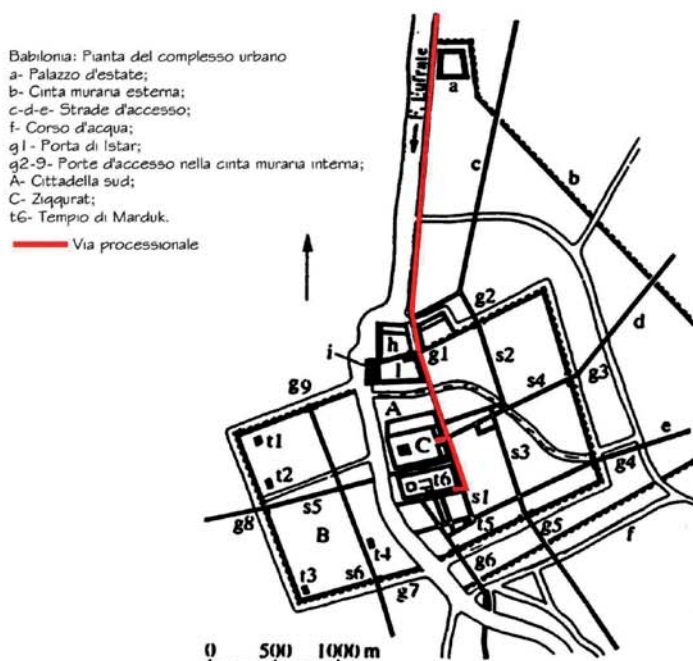 Babilonia: Pianta del complesso urbano
a- Palazzo d'estate;
b- Cinta muraria esterna;
c-d-e- Strade d'accesso;
f- Corso d'acqua;
g1- Porta di Istar;
g2-9- Porte d'accesso nella cinta muraria interna;
A- Cittadella sud;
C- Ziqqurat;
t6- Tempio di Marduk.
Via processionale
F. Eufrate
a
c
b
g2
d
h
i
l
g1
s2
g3
s4
g9
A
t1
C
e
s3
g4
t2
t6
s1
g8
s5
t5
g5
B
t4
g6
f
t3
s6
g7
0 500 1000 m